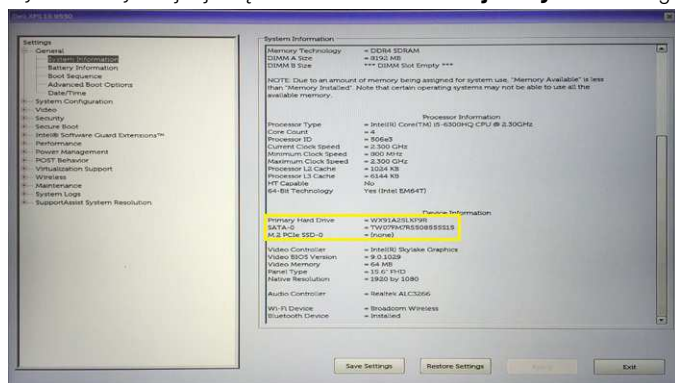 System Information
Settings
General
System Information
Battery Information
Boot Sequence
Advanced Boot Options
Date/Time
System Configuration
Video
Security
Secure Boot
Intel® Software Guard Extensions™
Performance
Power Management
POST Behavior
Virtualization Support
Wireless
Maintenance
System Logs
SupportAssist System Resolution
Memory Technology = DDR4 SDRAM
DIMM A Size = 8192 MB
DIMM B Size *** DIMM Slot Empty ***
NOTE: Due to an amount of memory being assigned for system use, "Memory Available" is less
than "Memory Installed". Note that certain operating systems may not be able to use all the
available memory.
Processor Information
Processor Type = Intel(R) Core(TM) i5-6300HQ CPU @ 2.30GHz
Core Count = 4
Processor ID = 506e3
Current Clock Speed = 2.300 GHz
Minimum Clock Speed = 800 MHz
Maximum Clock Speed = 2.300 GHz
Processor L2 Cache = 1024 KB
Processor L3 Cache = 6144 KB
HT Capable No
64-Bit Technology Yes (Intel EM64T)
Device Information
Primary Hard Drive
SATA-0
M.2 PCIe SSD-0 = (none)
Video Controller = Intel(R) Skylake Graphics
Video BIOS Version = 9.0.1029
Video Memory = 64 MB
Panel Type = 15.6" FHD
Native Resolution = 1920 by 1080
Audio Controller = Realtek ALC3266
Wi-Fi Device = Broadcom Wireless
Bluetooth Device = Installed
Save Settings Restore Settings Exit